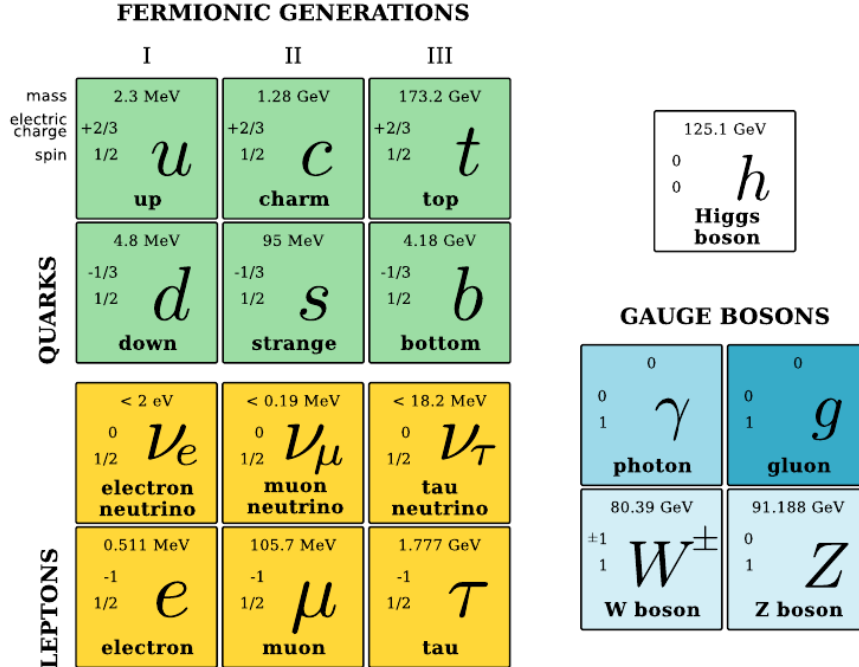 FERMIONIC GENERATIONS
I II III
mass
electric
charge
spin
2.3 MeV
+2/3
1/2
u
up
1.28 GeV
+2/3
1/2
c
charm
173.2 GeV
+2/3
1/2
t
top
QUARKS
4.8 MeV
-1/3
1/2
d
down
95 MeV
-1/3
1/2
s
strange
4.18 GeV
-1/3
1/2
b
bottom
LEPTONS
< 2 eV
0
1/2
νe
electron
neutrino
< 0.19 MeV
0
1/2
νμ
muon
neutrino
< 18.2 MeV
0
1/2
ντ
tau
neutrino
0.511 MeV
-1
1/2
e
electron
105.7 MeV
-1
1/2
μ
muon
1.777 GeV
-1
1/2
τ
tau
125.1 GeV
0
0
h
Higgs
boson
GAUGE BOSONS
0
0
1
γ
photon
0
0
1
g
gluon
80.39 GeV
±1
1
W±
W boson
91.188 GeV
0
1
Z
Z boson